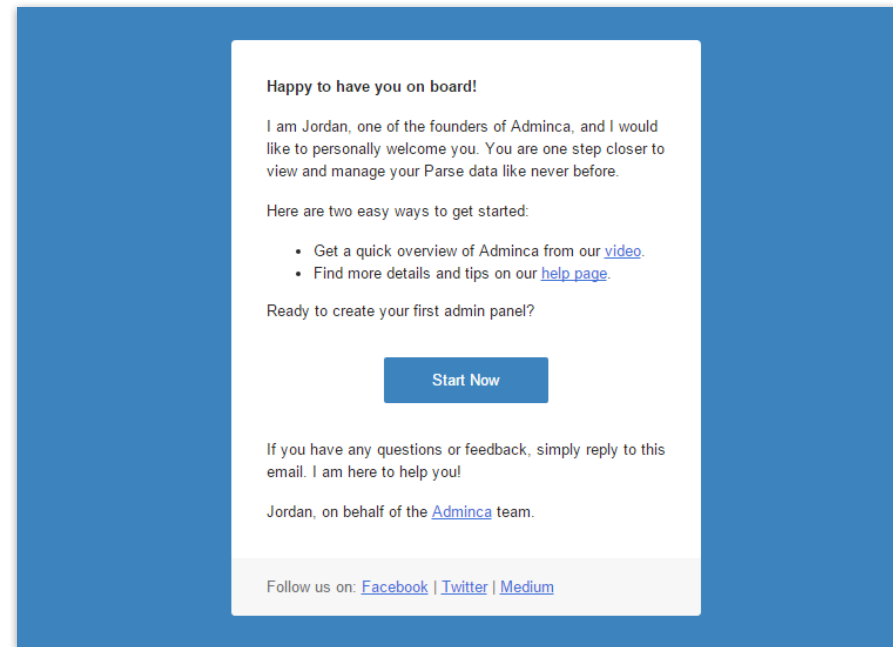 Happy to have you on board!
I am Jordan, one of the founders of Adminca, and I would
like to personally welcome you. You are one step closer to
view and manage your Parse data like never before.
Here are two easy ways to get started:
• Get a quick overview of Adminca from our video.
• Find more details and tips on our help page.
Ready to create your first admin panel?
Start Now
If you have any questions or feedback, simply reply to this
email. I am here to help you!
Jordan, on behalf of the Adminca team.
Follow us on: Facebook | Twitter | Medium